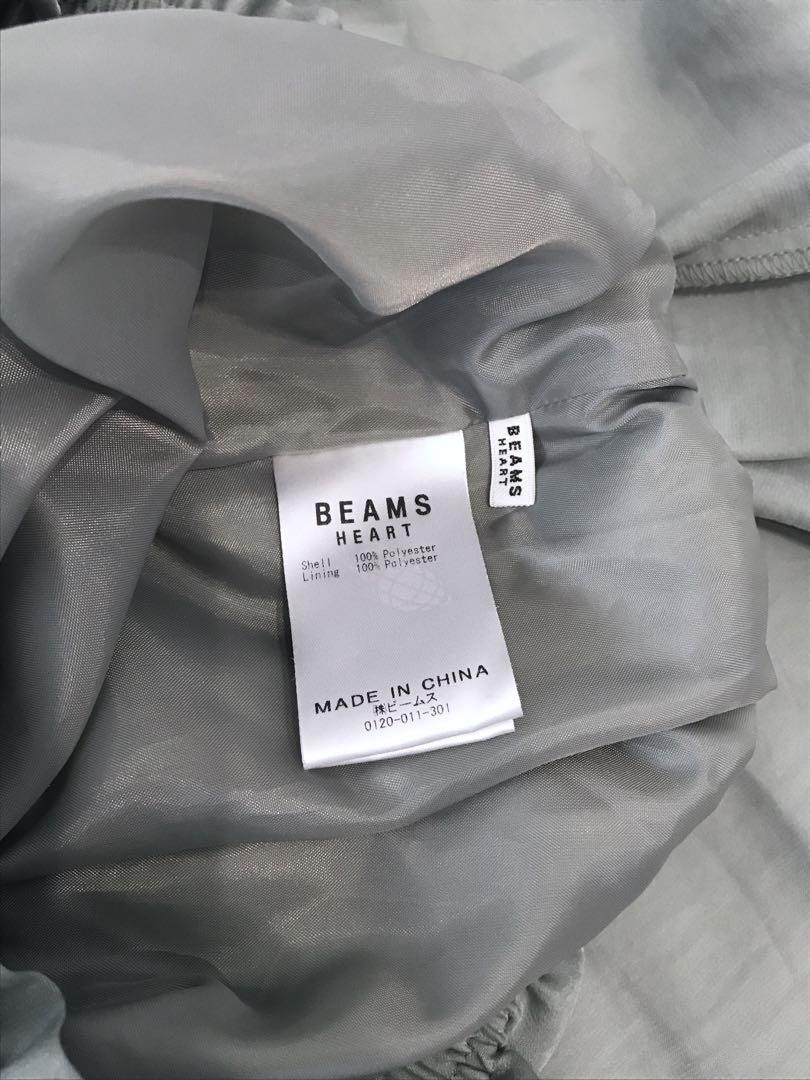 BEAMS
HEART
Shell 100% Polyester
Lining 100% Polyester
MADE IN CHINA
㈱ビームス
0120-011-301
BEAMS
HEART